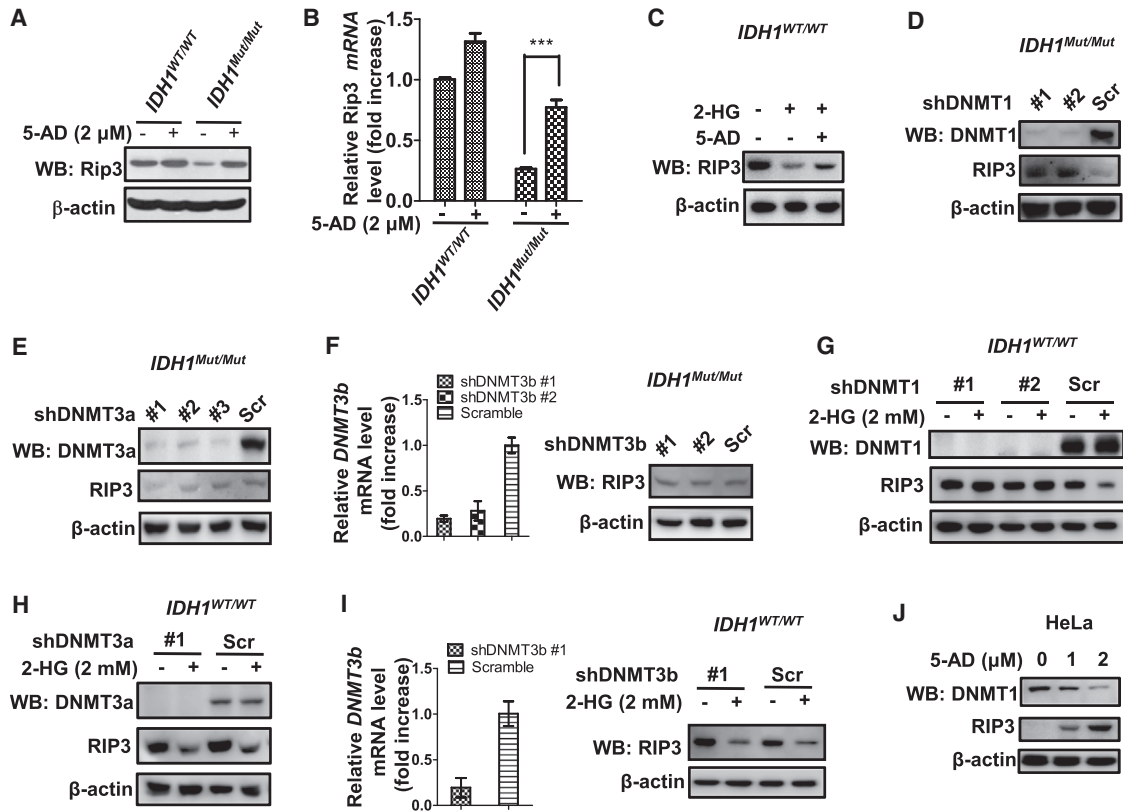 A
IDH1WT/WT
IDH1Mut/Mut
5-AD (2 μM) - + - +
WB: Rip3
β-actin
B
Relative Rip3 mRNA
level (fold increase)
1.5
1.0
0.5
0.0
***
- + - +
5-AD (2 μM)
IDH1WT/WT
IDH1Mut/Mut
C
IDH1WT/WT
2-HG - + +
5-AD - - +
WB: RIP3
β-actin
D
IDH1Mut/Mut
shDNMT1 #1 #2 Scr
WB: DNMT1
RIP3
β-actin
E
IDH1Mut/Mut
shDNMT3a #1 #2 #3 Scr
WB: DNMT3a
RIP3
β-actin
F
shDNMT3b #1
shDNMT3b #2
Scramble
Relative DNMT3b
mRNA level
(fold increase)
1.5
1.0
0.5
0.0
IDH1Mut/Mut
shDNMT3b #1 #2 Scr
WB: RIP3
β-actin
G
IDH1WT/WT
shDNMT1 #1 #2 Scr
2-HG (2 mM) - + - + - +
WB: DNMT1
RIP3
β-actin
H
IDH1WT/WT
shDNMT3a #1 Scr
2-HG (2 mM) - + - +
WB: DNMT3a
RIP3
β-actin
I
shDNMT3b #1
Scramble
Relative DNMT3b
mRNA level
(fold increase)
1.5
1.0
0.5
0.0
IDH1WT/WT
shDNMT3b #1 Scr
2-HG (2 mM) - + - +
WB: RIP3
β-actin
J
HeLa
5-AD (μM) 0 1 2
WB: DNMT1
RIP3
β-actin